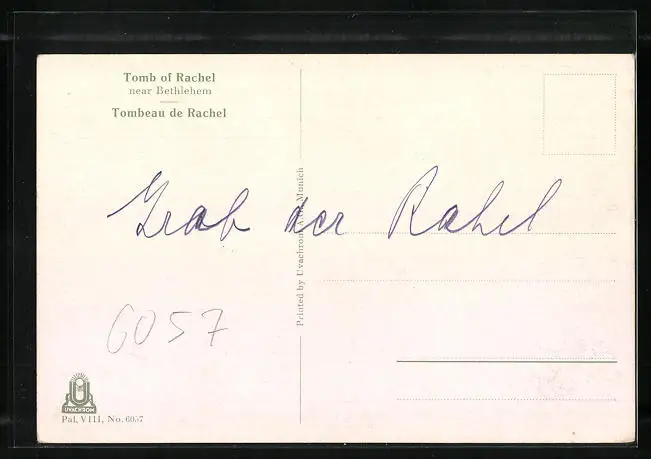 Tomb of Rachel
near Bethlehem
Tombeau de Rachel
Grab der Rahel
Printed by Uvachrom A.G. Munich
6057
UVACHROM
Pal. VIII, No. 6057